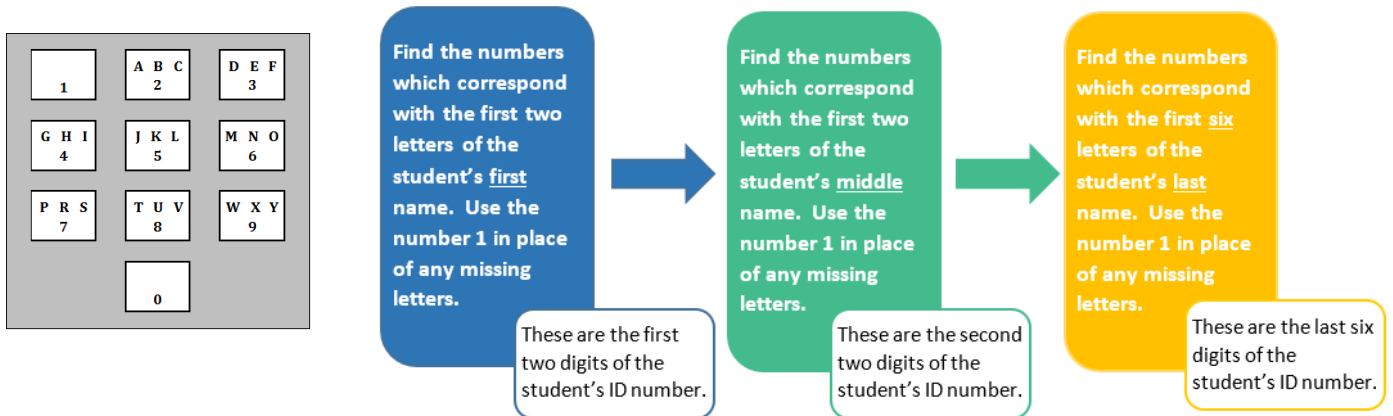 1
A B C
2
D E F
3
G H I
4
J K L
5
M N O
6
P R S
7
T U V
8
W X Y
9
0
Find the numbers
which correspond
with the first two
letters of the
student’s first
name. Use the
number 1 in place
of any missing
letters.
These are the first
two digits of the
student’s ID number.
Find the numbers
which correspond
with the first two
letters of the
student’s middle
name. Use the
number 1 in place
of any missing
letters.
These are the second
two digits of the
student’s ID number.
Find the numbers
which correspond
with the first six
letters of the
student’s last
name. Use the
number 1 in place
of any missing
letters.
These are the last six
digits of the
student’s ID number.